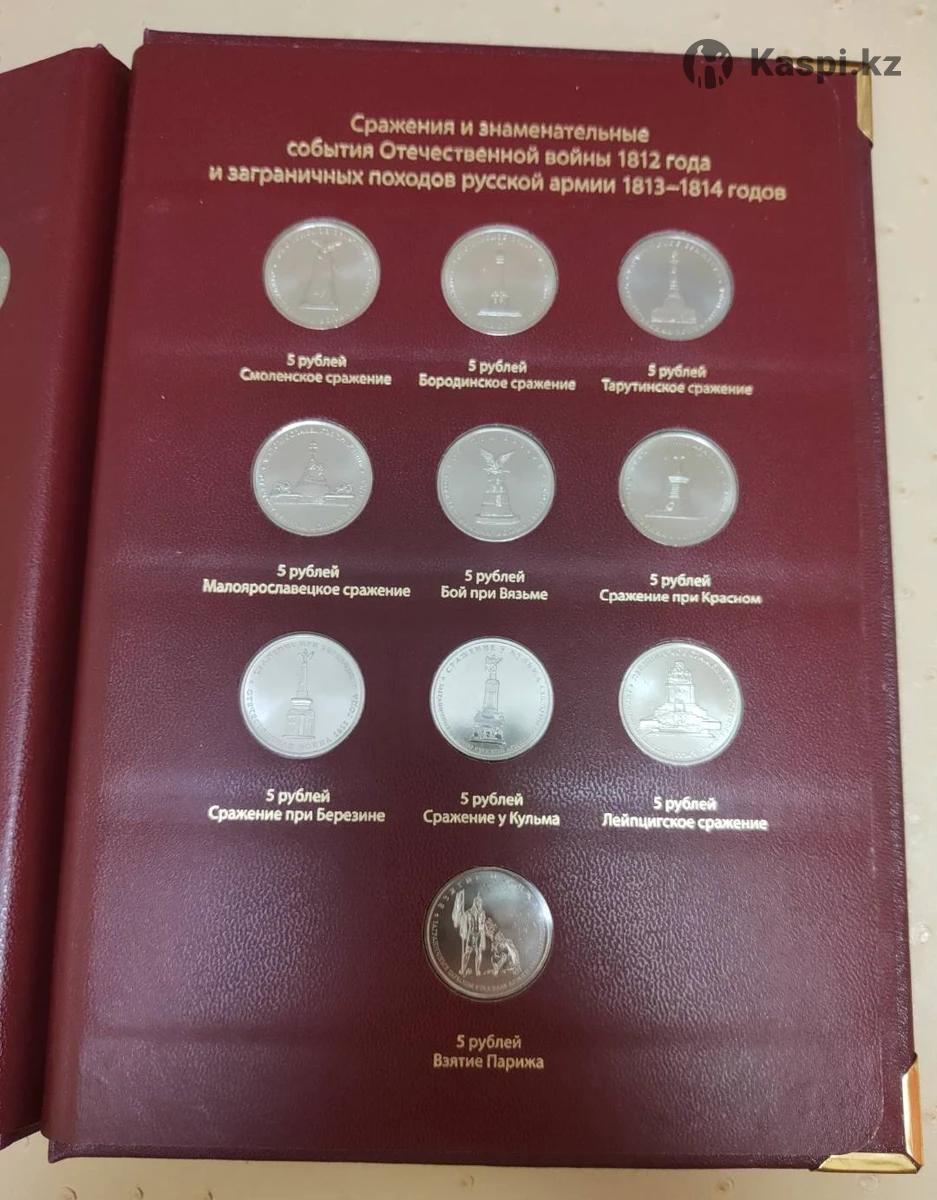 Kaspi.kz
Сражения и знаменательные
события Отечественной войны 1812 года
и заграничных походов русской армии 1813–1814 годов
5 рублей
Смоленское сражение
5 рублей
Бородинское сражение
5 рублей
Тарутинское сражение
5 рублей
Малоярославецкое сражение
5 рублей
Бой при Вязьме
5 рублей
Сражение при Красном
СРАЖЕНИЕ ПРИ
СРАЖЕНИЕ У
5 рублей
Сражение при Березине
5 рублей
Сражение у Кульма
5 рублей
Лейпцигское сражение
5 рублей
Взятие Парижа